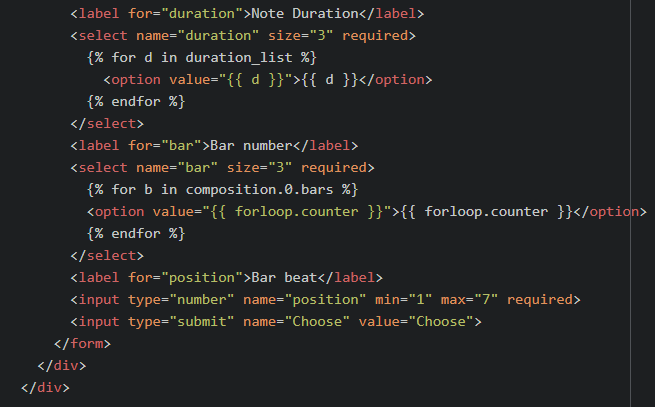 <label for="duration">Note Duration</label>
<select name="duration" size="3" required>
{% for d in duration_list %}
<option value="{{ d }}">{{ d }}</option>
{% endfor %}
</select>
<label for="bar">Bar number</label>
<select name="bar" size="3" required>
{% for b in composition.0.bars %}
<option value="{{ forloop.counter }}">{{ forloop.counter }}</option>
{% endfor %}
</select>
<label for="position">Bar beat</label>
<input type="number" name="position" min="1" max="7" required>
<input type="submit" name="Choose" value="Choose">
</form>
</div>
</div>